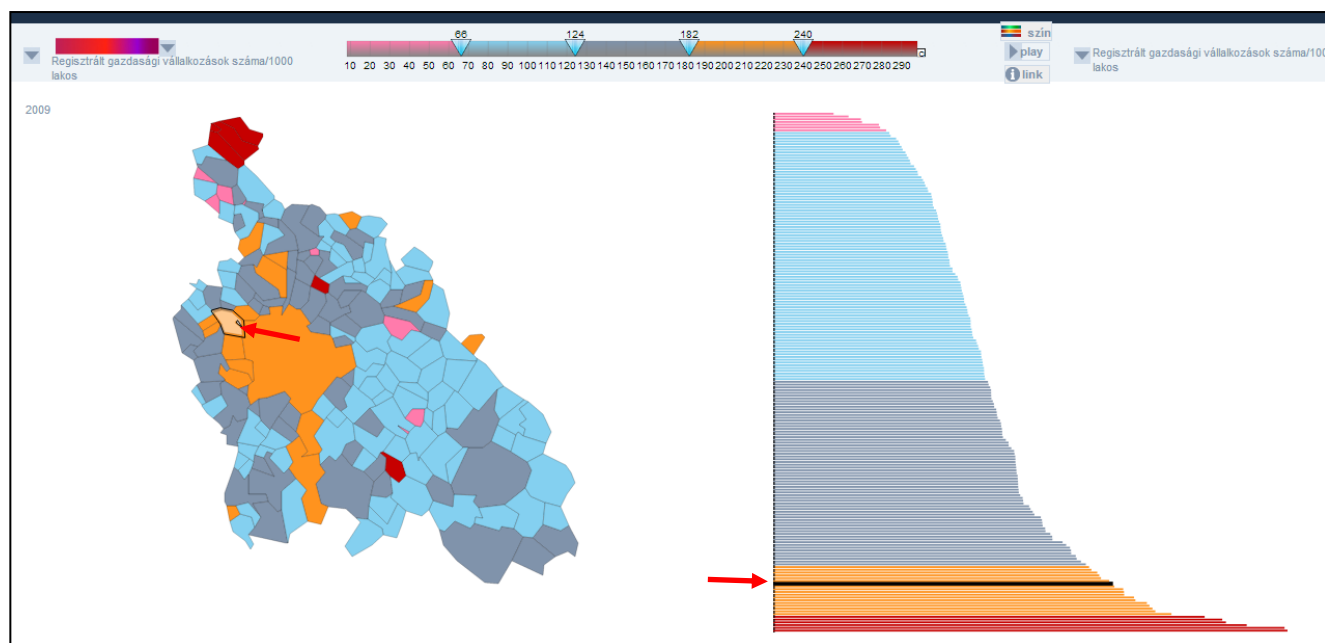 66 124 182 240
szin
play
link
Regisztrált gazdasági vállalkozások száma/1000
lakos
10 20 30 40 50 60 70 80 90 100 110 120 130 140 150 160 170 180 190 200 210 220 230 240 250 260 270 280 290
Regisztrált gazdasági vállalkozások száma/100
lakos
2009